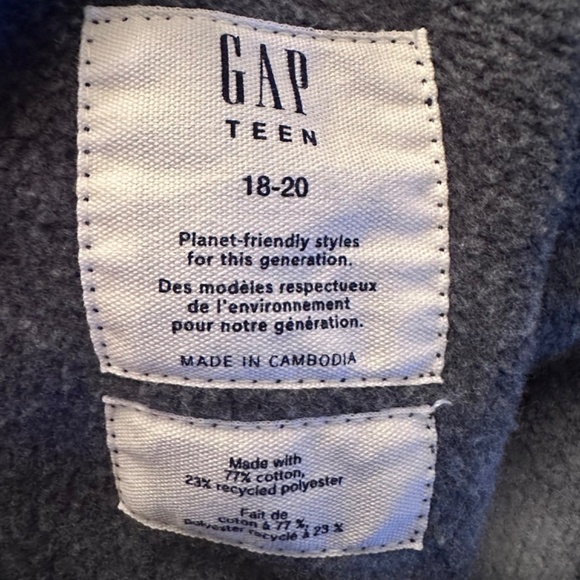 GAP
TEEN
18-20
Planet-friendly styles
for this generation.
Des modèles respectueux
de l'environnement
pour notre génération.
MADE IN CAMBODIA
Made with
77% cotton,
23% recycled polyester
Fait de
coton à 77 %,
polyester recyclé à 23 %